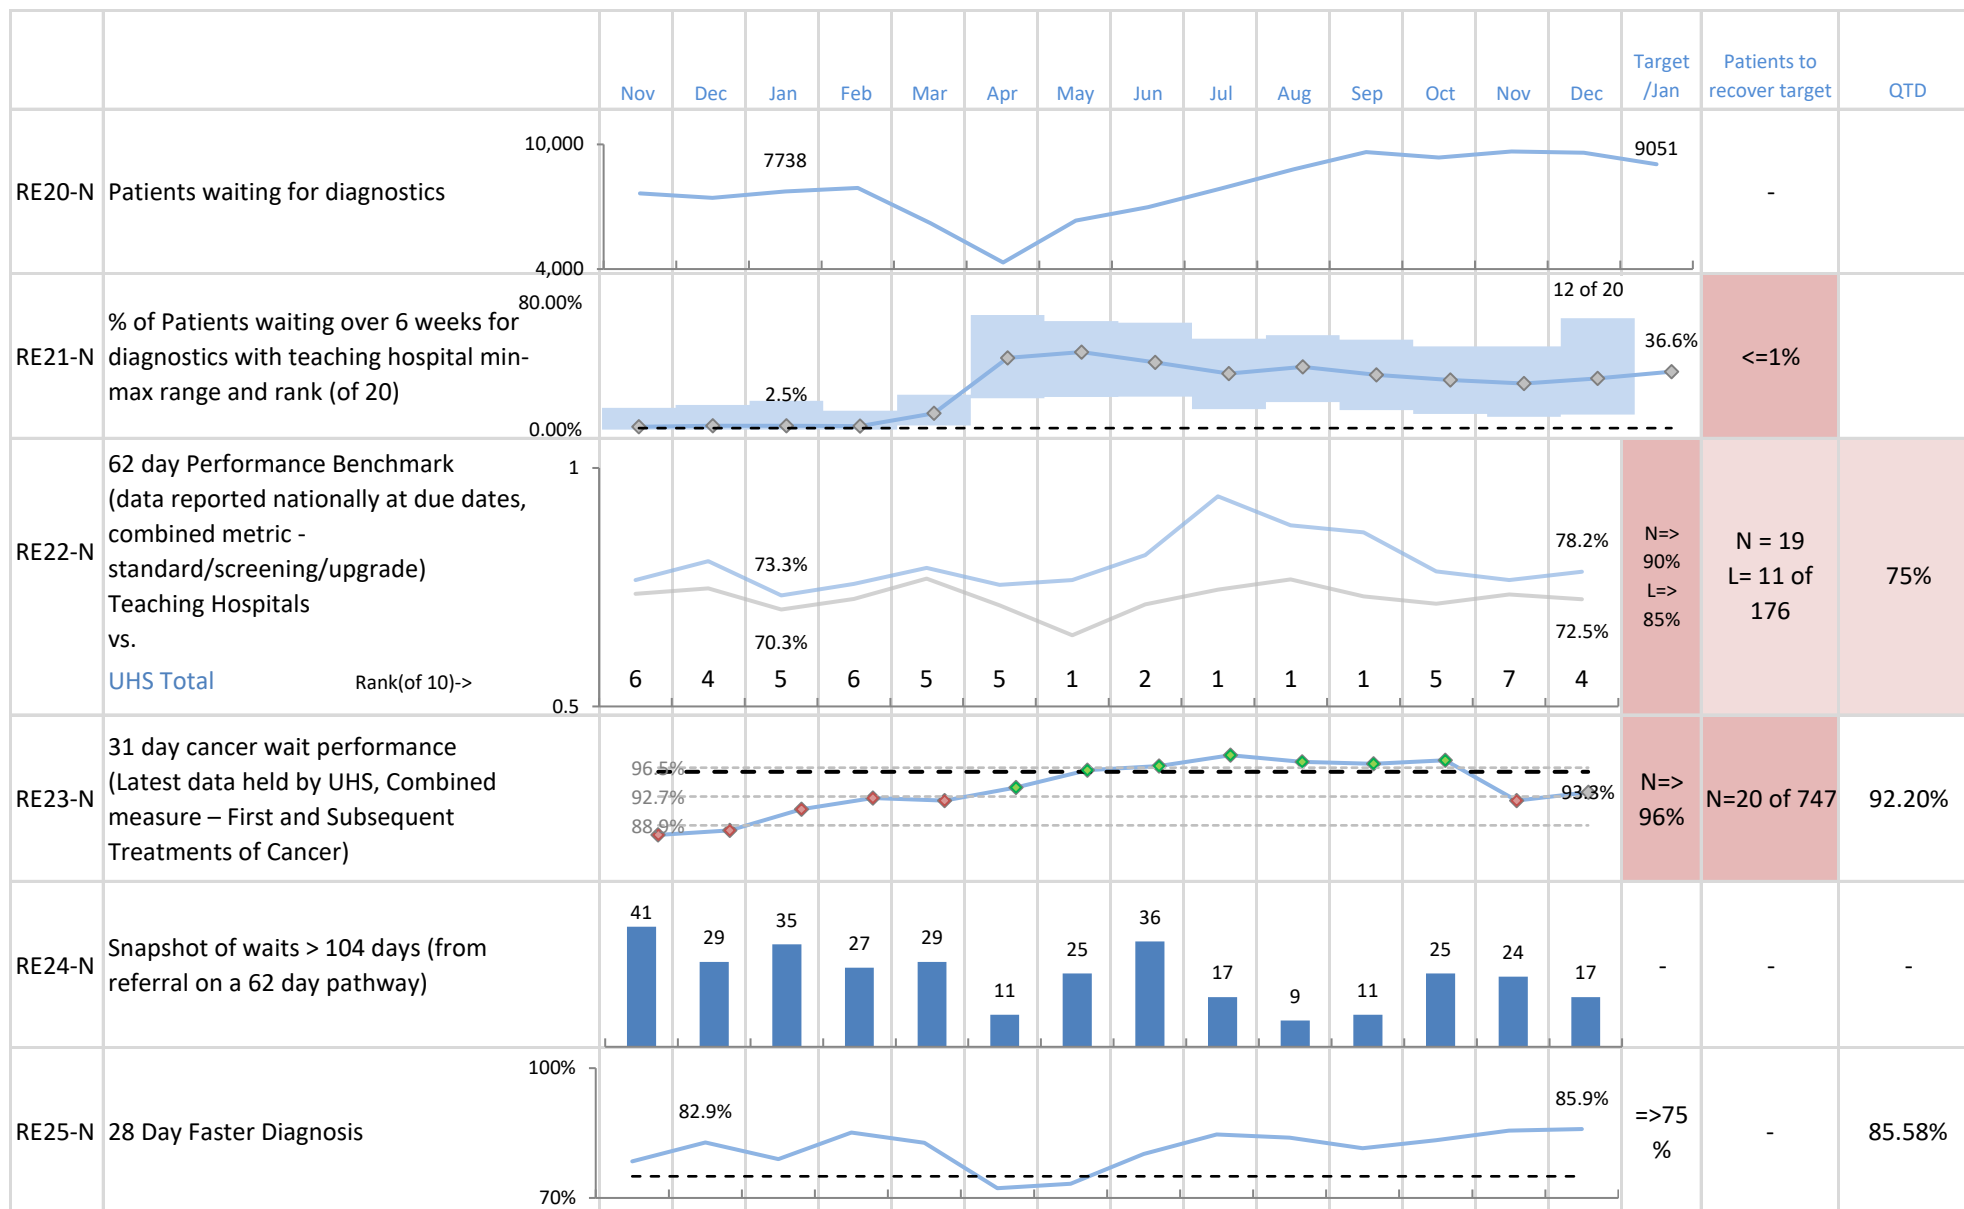 Target
Patients to
Nov Dec Jan Feb Mar Apr May Jun Jul Aug Sep Oct Nov Dec /Jan recover target QTD
10,000
7738
9051
RE20-N Patients waiting for diagnostics
-
4,000
80.00%
12 of 20
% of Patients waiting over 6 weeks for
36.6%
RE21-N diagnostics with teaching hospital min-
<=1%
max range and rank (of 20)
2.5%
0.00%
62 day Performance Benchmark
1
(data reported nationally at due dates,
combined metric -
standard/screening/upgrade)
Teaching Hospitals
vs.
RE22-N
73.3%
78.2%
70.3%
72.5%
N=>
90%
L=>
85%
N = 19
L= 11 of
176
75%
UHS Total Rank(of 10)-> 6 4 5 6 5 5 1 2 1 1 1 5 7 4
0.5
31 day cancer wait performance
(Latest data held by UHS, Combined
measure – First and Subsequent
Treatments of Cancer)
RE23-N
96.5%
92.7%
88.9%
93.3%
N=>
96%
N=20 of 747
92.20%
41 29 35 27 29 11 25 36 17 9 11 25 24 17
Snapshot of waits > 104 days (from
RE24-N
referral on a 62 day pathway)
- - -
100%
82.9%
85.9%
RE25-N 28 Day Faster Diagnosis
=>75
%
-
85.58%
70%